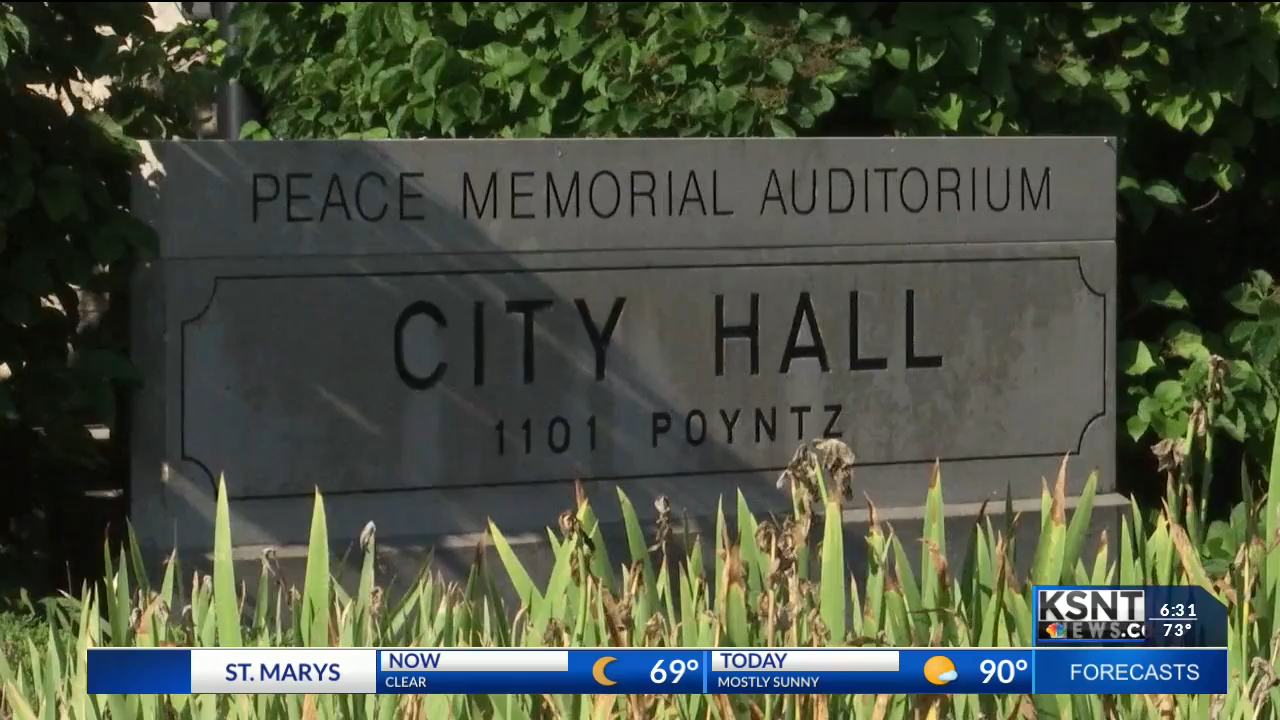 PEACE MEMORIAL AUDITORIUM
CITY HALL
1101 POYNTZ
KSNT 6:31
NEWS.C 73°
ST. MARYS
NOW
CLEAR
69°
TODAY
MOSTLY SUNNY
90°
FORECASTS